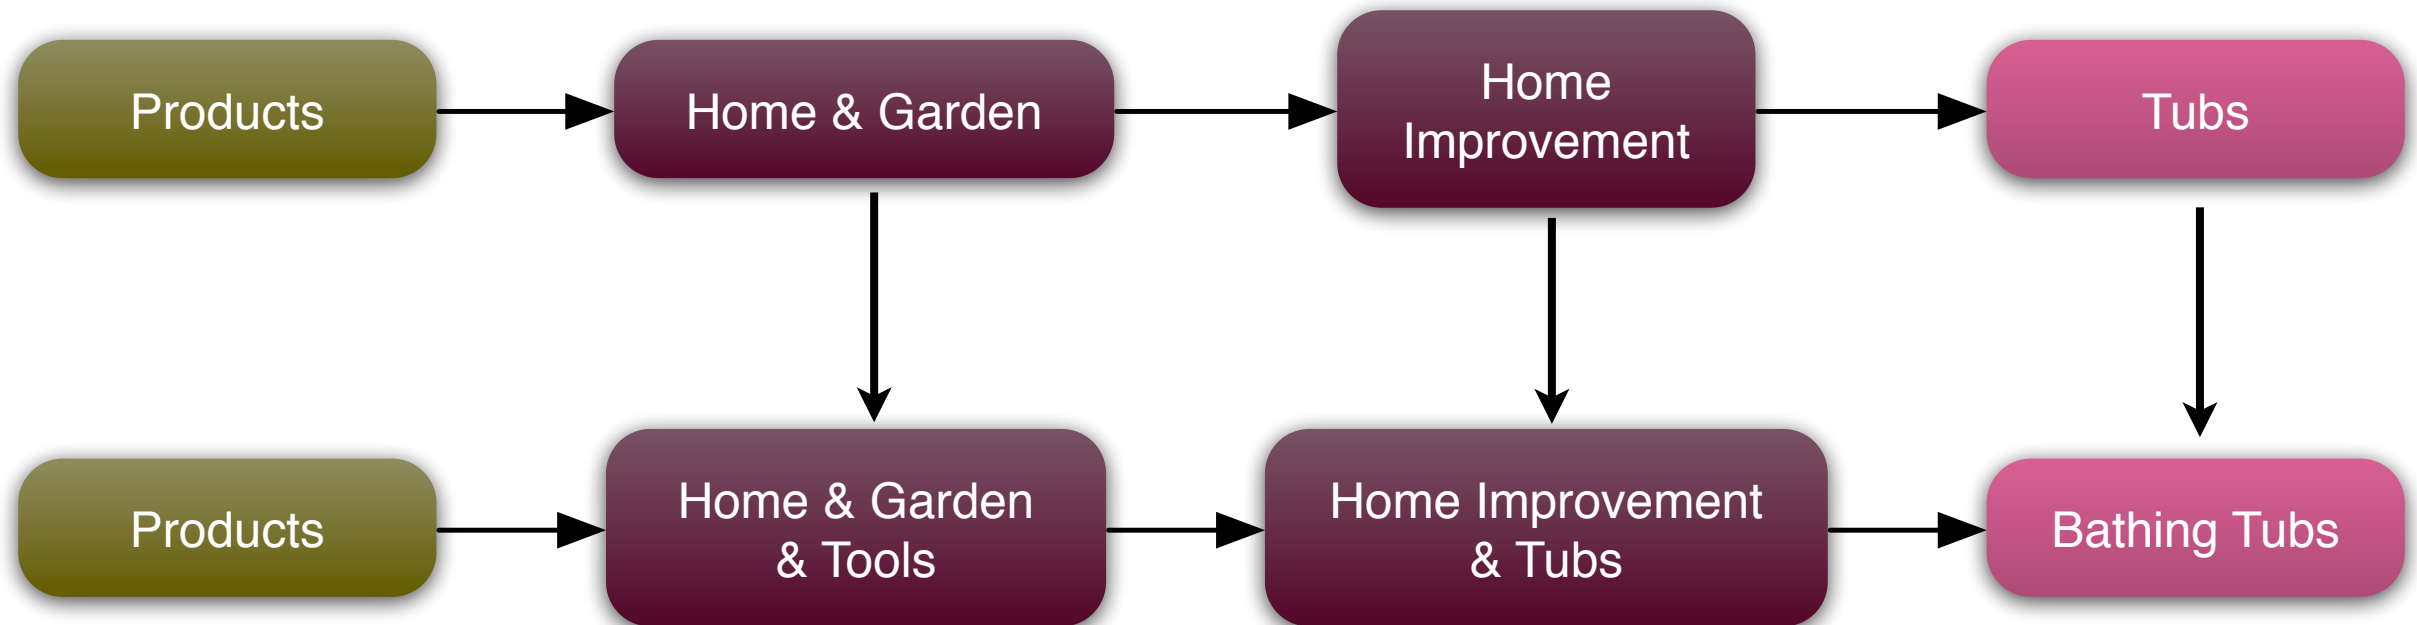 Products
Home & Garden
Home
Improvement
Tubs
Products
Home & Garden
& Tools
Home Improvement
& Tubs
Bathing Tubs